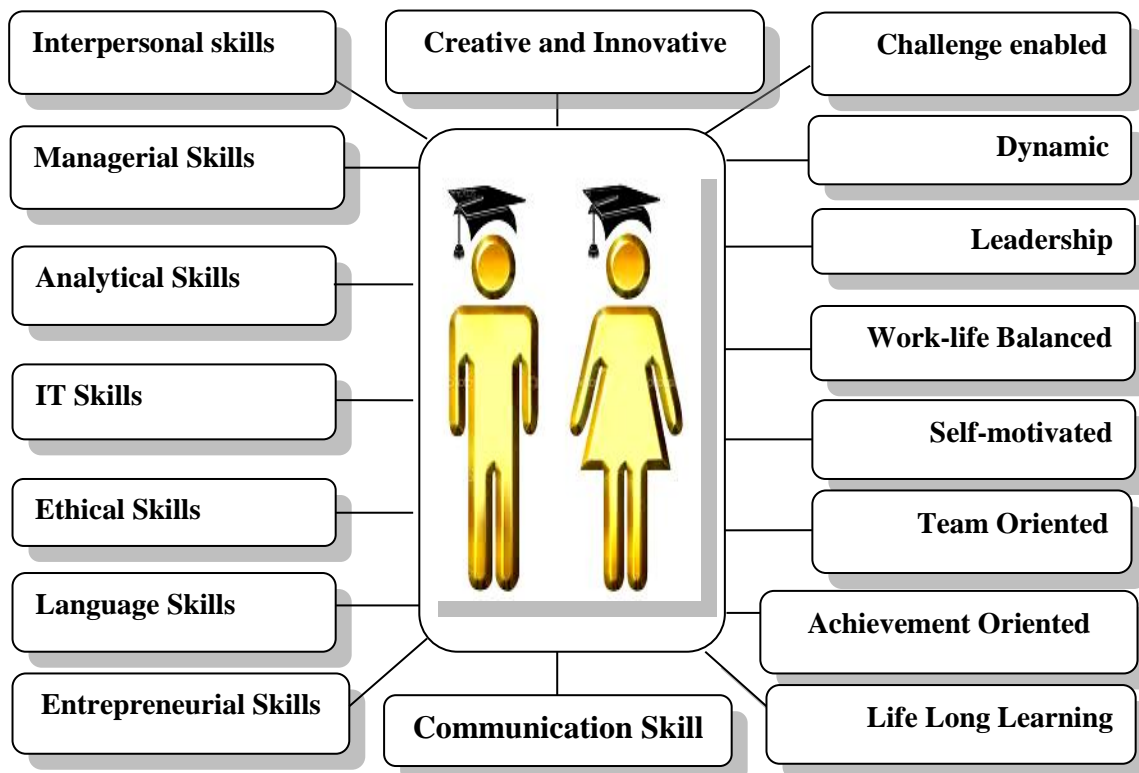 Interpersonal skills
Creative and Innovative
Challenge enabled
Managerial Skills
Dynamic
Analytical Skills
Leadership
IT Skills
Work-life Balanced
Self-motivated
Ethical Skills
Team Oriented
Language Skills
Achievement Oriented
Entrepreneurial Skills
Communication Skill
Life Long Learning